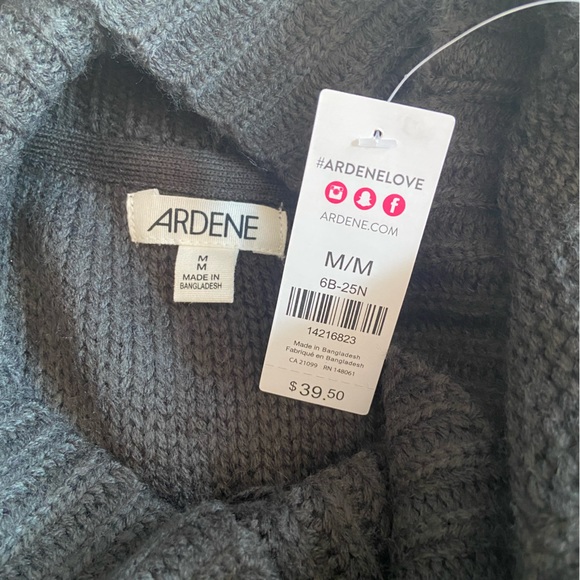 ARDENE
M
M
MADE IN
BANGLADESH
#ARDENELOVE
ARDENE.COM
M/M
6B-25N
14216823
Made in Bangladesh
Fabriqué en Bangladesh
CA 21099 RN 148061
$39.50